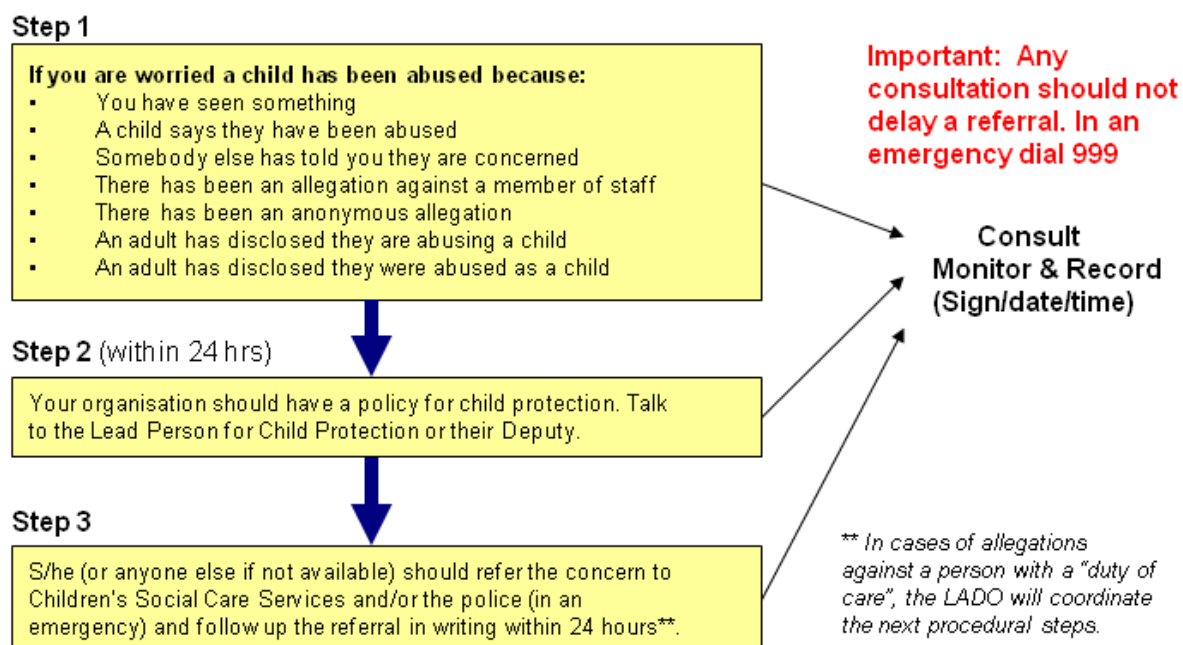 Step 1
If you are worried a child has been abused because:
▪ You have seen something
▪ A child says they have been abused
▪ Somebody else has told you they are concerned
▪ There has been an allegation against a member of staff
▪ There has been an anonymous allegation
▪ An adult has disclosed they are abusing a child
▪ An adult has disclosed they were abused as a child
Important: Any
consultation should not
delay a referral. In an
emergency dial 999
Consult
Monitor & Record
(Sign/date/time)
Step 2 (within 24 hrs)
Your organisation should have a policy for child protection. Talk
to the Lead Person for Child Protection or their Deputy.
Step 3
S/he (or anyone else if not available) should refer the concern to
Children's Social Care Services and/or the police (in an
emergency) and follow up the referral in writing within 24 hours**.
** In cases of allegations
against a person with a "duty of
care", the LADO will coordinate
the next procedural steps.